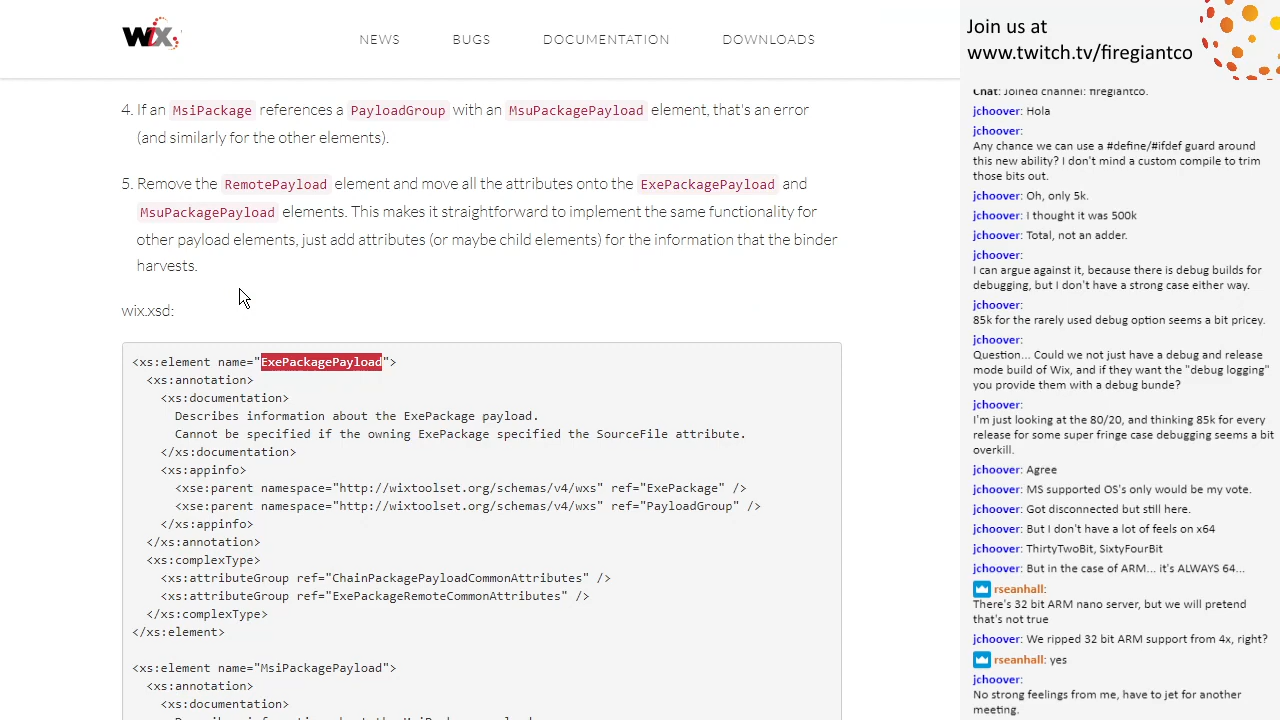 WiX
NEWS
BUGS
DOCUMENTATION
DOWNLOADS
4. If an MsiPackage references a PayloadGroup with an MsuPackagePayload element, that's an error
(and similarly for the other elements).
5. Remove the RemotePayload element and move all the attributes onto the ExePackagePayload and
MsuPackagePayload elements. This makes it straightforward to implement the same functionality for
other payload elements, just add attributes (or maybe child elements) for the information that the binder
harvests.
wix.xsd:
<xs:element name="ExePackagePayload">
<xs:annotation>
<xs:documentation>
Describes information about the ExePackage payload.
Cannot be specified if the owning ExePackage specified the SourceFile attribute.
</xs:documentation>
<xs:appinfo>
<xse:parent namespace="http://wixtoolset.org/schemas/v4/wxs" ref="ExePackage" />
<xse:parent namespace="http://wixtoolset.org/schemas/v4/wxs" ref="PayloadGroup" />
</xs:appinfo>
</xs:annotation>
<xs:complexType>
<xs:attributeGroup ref="ChainPackagePayloadCommonAttributes" />
<xs:attributeGroup ref="ExePackageRemoteCommonAttributes" />
</xs:complexType>
</xs:element>
<xs:element name="MsiPackagePayload">
<xs:annotation>
<xs:documentation>
Join us at
www.twitch.tv/firegiantco
Chat: Joined channel: firegiantco.
jchoover: Hola
jchoover:
Any chance we can use a #define/#ifdef guard around
this new ability? I don't mind a custom compile to trim
those bits out.
jchoover: Oh, only 5k.
jchoover: I thought it was 500k
jchoover: Total, not an adder.
jchoover:
I can argue against it, because there is debug builds for
debugging, but I don't have a strong case either way.
jchoover:
85k for the rarely used debug option seems a bit pricey.
jchoover:
Question... Could we not just have a debug and release
mode build of Wix, and if they want the "debug logging"
you provide them with a debug bunde?
jchoover:
I'm just looking at the 80/20, and thinking 85k for every
release for some super fringe case debugging seems a bit
overkill.
jchoover: Agree
jchoover: MS supported OS's only would be my vote.
jchoover: Got disconnected but still here.
jchoover: But I don't have a lot of feels on x64
jchoover: ThirtyTwoBit, SixtyFourBit
jchoover: But in the case of ARM... it's ALWAYS 64...
rseanhall:
There's 32 bit ARM nano server, but we will pretend
that's not true
jchoover: We ripped 32 bit ARM support from 4x, right?
rseanhall: yes
jchoover:
No strong feelings from me, have to jet for another
meeting.